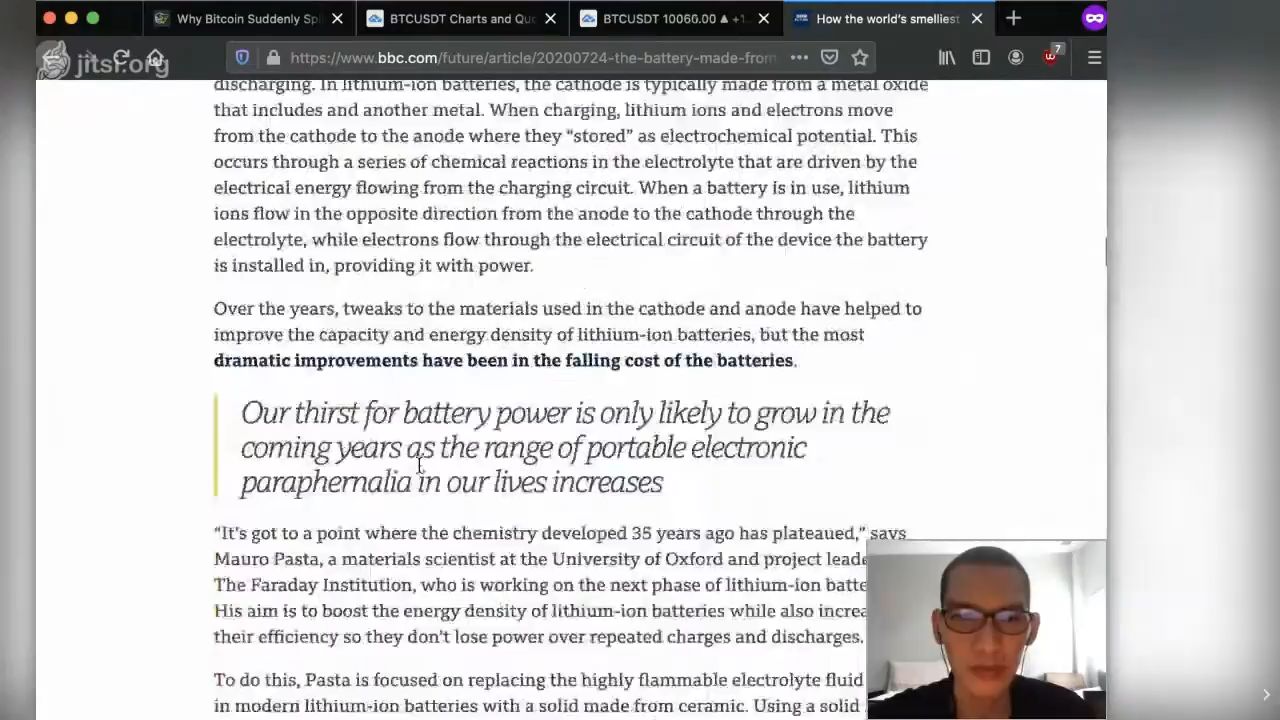 Why Bitcoin Suddenly Spi
BTCUSDT Charts and Quo
BTCUSDT 10066.00 ▲ +1.
How the world's smelliest
jitsi.org
https://www.bbc.com/future/article/20200724-the-battery-made-from
7
discharging. In lithium-ion batteries, the cathode is typically made from a metal oxide
that includes and another metal. When charging, lithium ions and electrons move
from the cathode to the anode where they “stored” as electrochemical potential. This
occurs through a series of chemical reactions in the electrolyte that are driven by the
electrical energy flowing from the charging circuit. When a battery is in use, lithium
ions flow in the opposite direction from the anode to the cathode through the
electrolyte, while electrons flow through the electrical circuit of the device the battery
is installed in, providing it with power.
Over the years, tweaks to the materials used in the cathode and anode have helped to
improve the capacity and energy density of lithium-ion batteries, but the most
dramatic improvements have been in the falling cost of the batteries.
Our thirst for battery power is only likely to grow in the
coming years as the range of portable electronic
paraphernalia in our lives increases
“It’s got to a point where the chemistry developed 35 years ago has plateaued,” says
Mauro Pasta, a materials scientist at the University of Oxford and project leade
The Faraday Institution, who is working on the next phase of lithium-ion batte
His aim is to boost the energy density of lithium-ion batteries while also increa
their efficiency so they don’t lose power over repeated charges and discharges.
To do this, Pasta is focused on replacing the highly flammable electrolyte fluid
in modern lithium-ion batteries with a solid made from ceramic. Using a solid